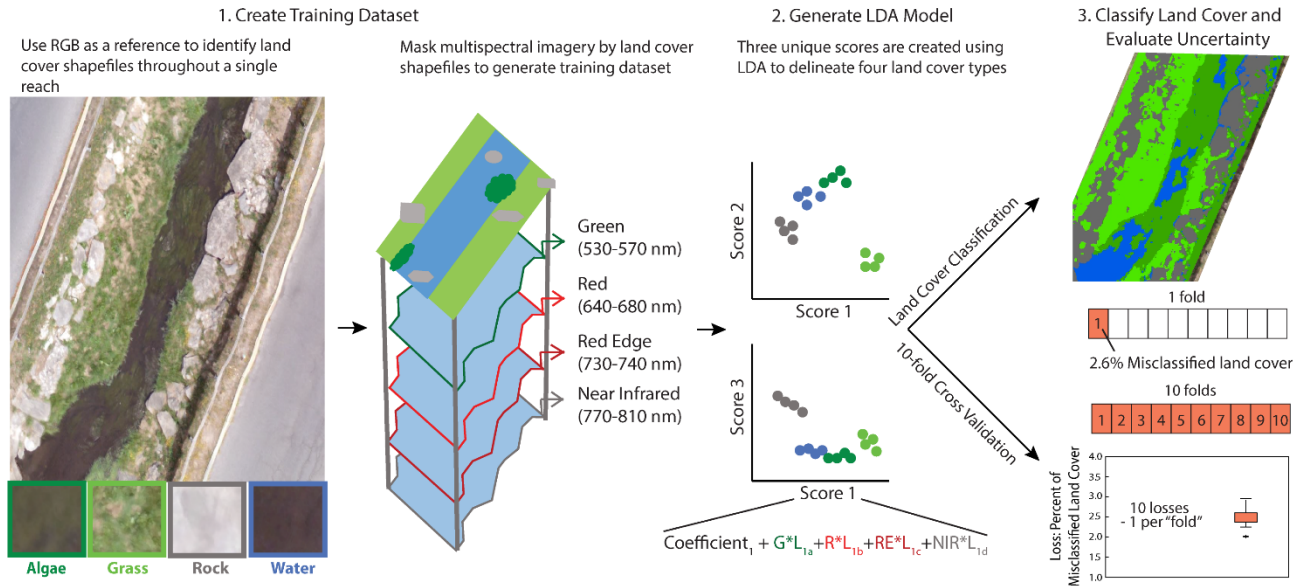 1. Create Training Dataset
Use RGB as a reference to identify land
cover shapefiles throughout a single
reach
Algae
Grass
Rock
Water
Mask multispectral imagery by land cover
shapefiles to generate training dataset
Green
(530-570 nm)
Red
(640-680 nm)
Red Edge
(730-740 nm)
Near Infrared
(770-810 nm)
2. Generate LDA Model
Three unique scores are created using
LDA to delineate four land cover types
Score 2
Score 1
Score 3
Score 1
Coefficient₁ + G*L₁ₐ+R*L₁b+RE*L₁c+NIR*L₁d
Land Cover Classification
10-fold Cross Validation
3. Classify Land Cover and
Evaluate Uncertainty
1 fold
1
2.6% Misclassified land cover
10 folds
1 2 3 4 5 6 7 8 9 10
Loss: Percent of
Misclassified Land Cover
4.0
3.5
3.0
2.5
2.0
1.5
1.0
10 losses
- 1 per "fold"